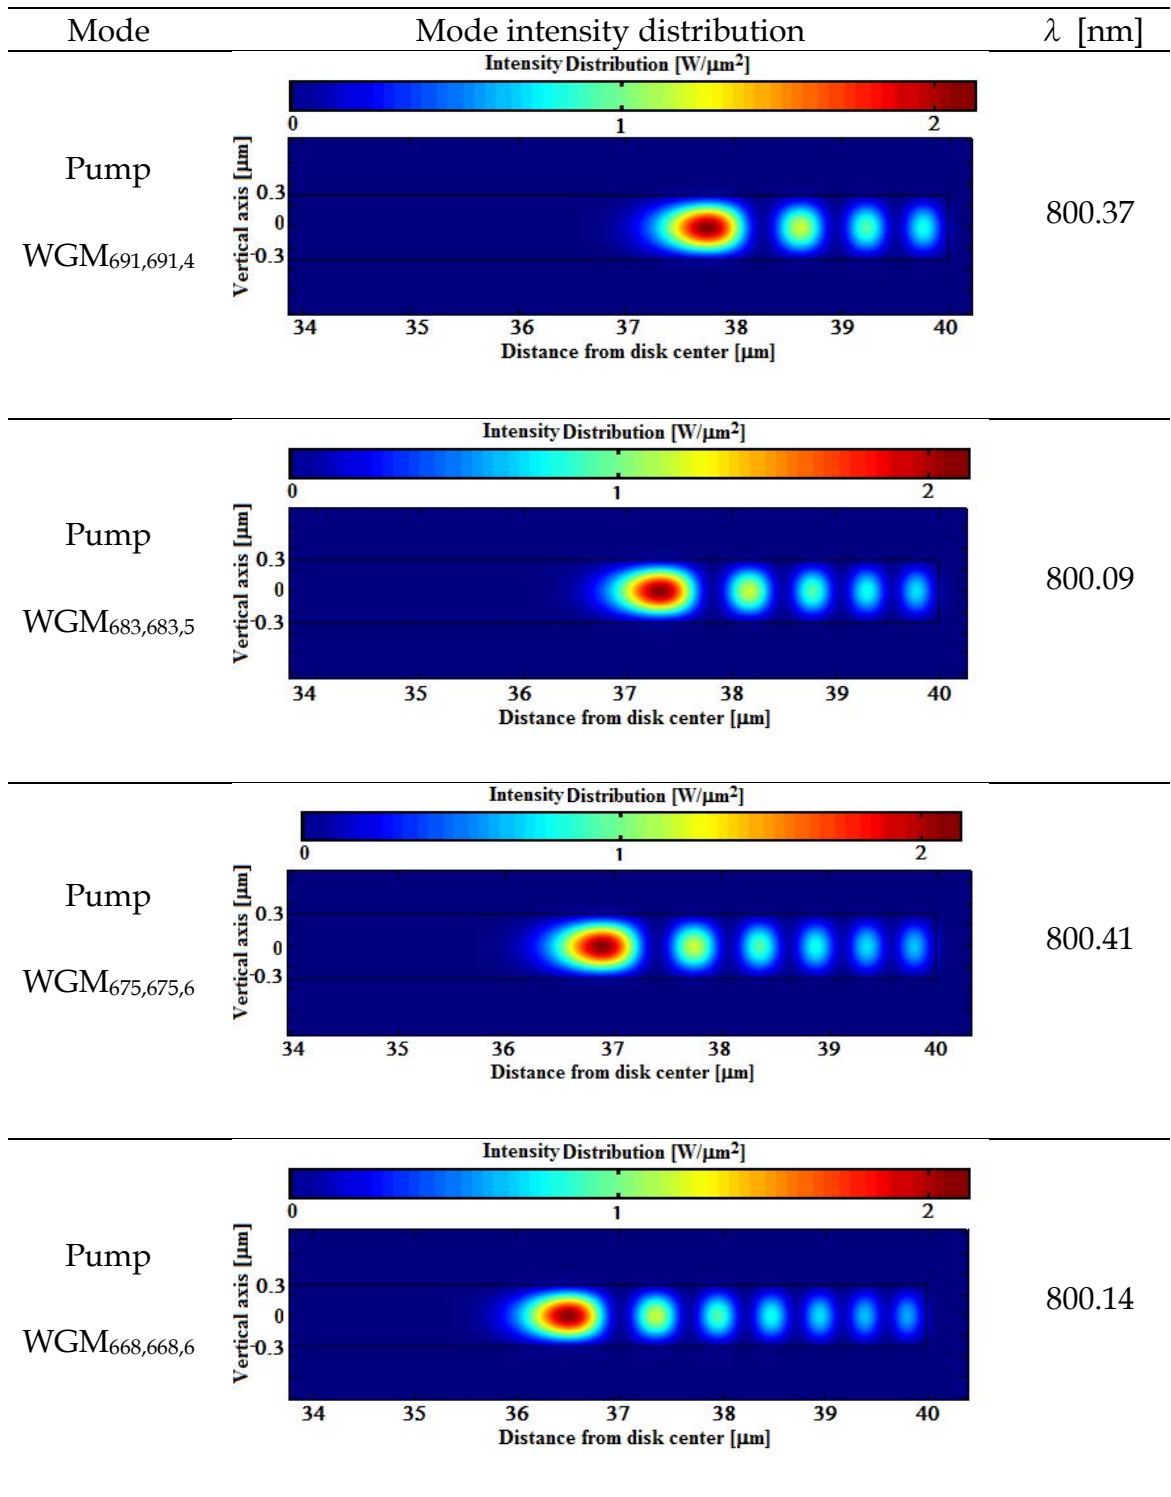 Mode Mode intensity distribution λ [nm]
Intensity Distribution [W/μm2]
0 1 2
Pump
WGM691,691,4
Vertical axis [μm]
0.3
0
-0.3
34 35 36 37 38 39 40
Distance from disk center [μm]
800.37
Intensity Distribution [W/μm2]
0 1 2
Pump
WGM683,683,5
Vertical axis [μm]
0.3
0
-0.3
34 35 36 37 38 39 40
Distance from disk center [μm]
800.09
Intensity Distribution [W/μm2]
0 1 2
Pump
WGM675,675,6
Vertical axis [μm]
0.3
0
-0.3
34 35 36 37 38 39 40
Distance from disk center [μm]
800.41
Intensity Distribution [W/μm2]
0 1 2
Pump
WGM668,668,6
Vertical axis [μm]
0.3
0
-0.3
34 35 36 37 38 39 40
Distance from disk center [μm]
800.14